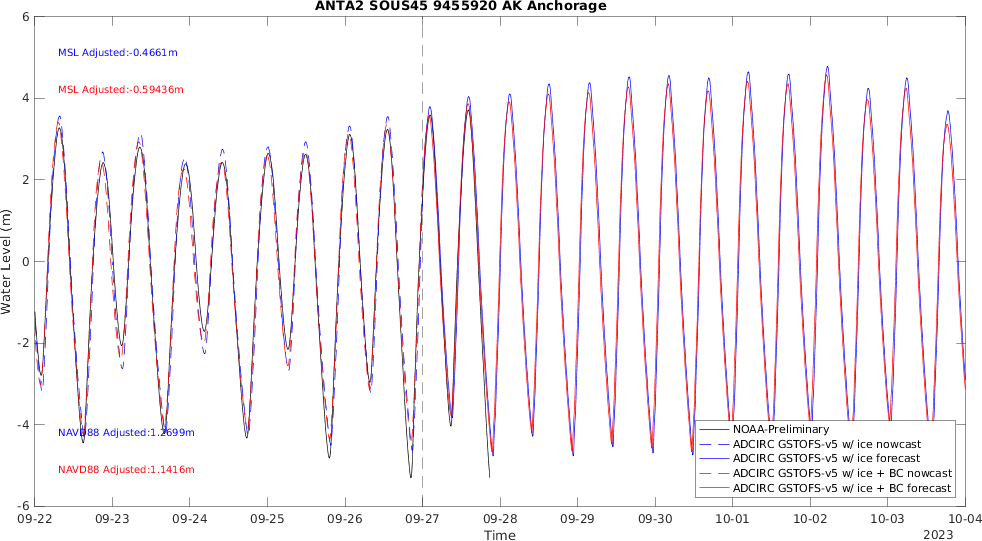 ANTA2 SOUS45 9455920 AK Anchorage
6
4
2
0
-2
-4
-6
Water Level (m)
MSL Adjusted:-0.4661m
MSL Adjusted:-0.59436m
NAVD88 Adjusted:1.2699m
NAVD88 Adjusted:1.1416m
NOAA-Preliminary
ADCIRC GSTOFS-v5 w/ ice nowcast
ADCIRC GSTOFS-v5 w/ ice forecast
ADCIRC GSTOFS-v5 w/ ice + BC nowcast
ADCIRC GSTOFS-v5 w/ ice + BC forecast
09-22 09-23 09-24 09-25 09-26 09-27 09-28 09-29 09-30 10-01 10-02 10-03 10-04
Time
2023